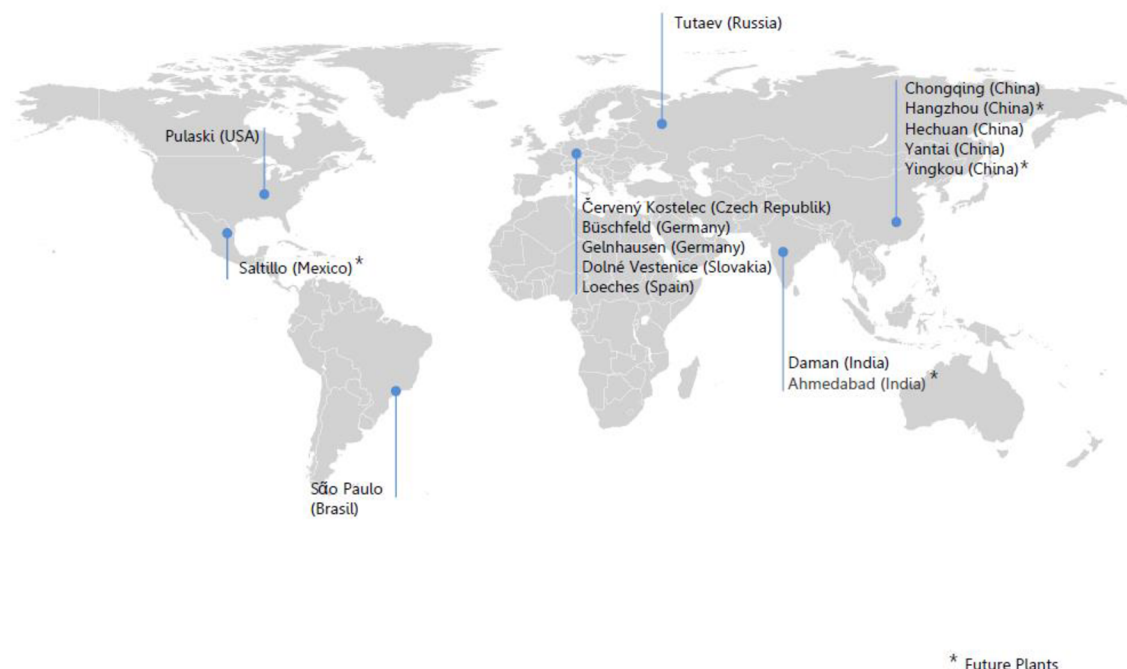 Tutaev (Russia)
Chongqing (China)
Hangzhou (China)*
Hechuan (China)
Yantai (China)
Yingkou (China)*
Pulaski (USA)
Červený Kostelec (Czech Republik)
Büschfeld (Germany)
Gelnhausen (Germany)
Dolné Vestenice (Slovakia)
Loeches (Spain)
Saltillo (Mexico)*
Daman (India)
Ahmedabad (India)*
São Paulo
(Brasil)
* Future Plants